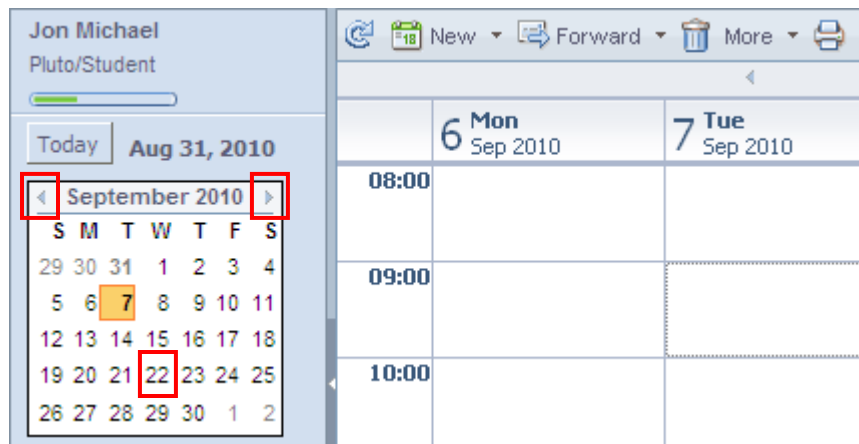 Jon Michael
Pluto/Student
Today Aug 31, 2010
September 2010
S M T W T F S
29 30 31 1 2 3 4
5 6 7 8 9 10 11
12 13 14 15 16 17 18
19 20 21 22 23 24 25
26 27 28 29 30 1 2
18 New Forward More
6 Mon
Sep 2010
7 Tue
Sep 2010
08:00
09:00
10:00